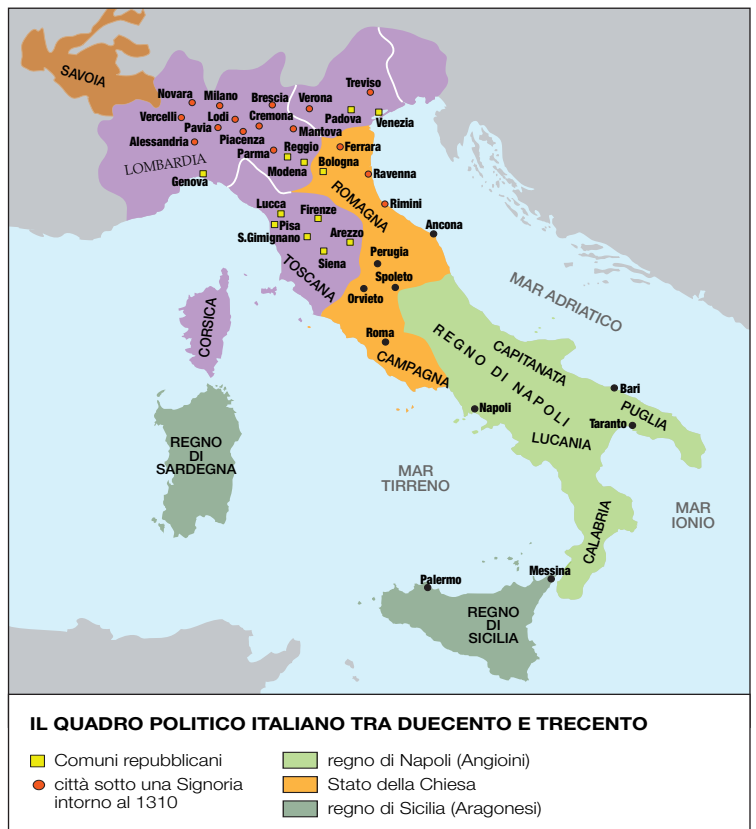 SAVOIA
Novara
Milano
Brescia
Verona
Treviso
Vercelli
Lodi
Cremona
Padova
Venezia
Pavia
Mantova
Alessandria
Piacenza
Parma
Reggio
Ferrara
LOMBARDIA
Modena
Bologna
Genova
Ravenna
ROMAGNA
Rimini
Lucca
Firenze
Pisa
Ancona
S.Gimignano
Arezzo
Perugia
Siena
Spoleto
TOSCANA
Orvieto
MAR ADRIATICO
CORSICA
Roma
CAMPAGNA
REGNO DI NAPOLI
CAPITANATA
Bari
Napoli
PUGLIA
Taranto
LUCANIA
REGNO
DI
SARDEGNA
MAR
TIRRENO
MAR
IONIO
CALABRIA
Palermo
Messina
REGNO
DI
SICILIA
IL QUADRO POLITICO ITALIANO TRA DUECENTO E TRECENTO
Comuni repubblicani
città sotto una Signoria
intorno al 1310
regno di Napoli (Angioini)
Stato della Chiesa
regno di Sicilia (Aragonesi)